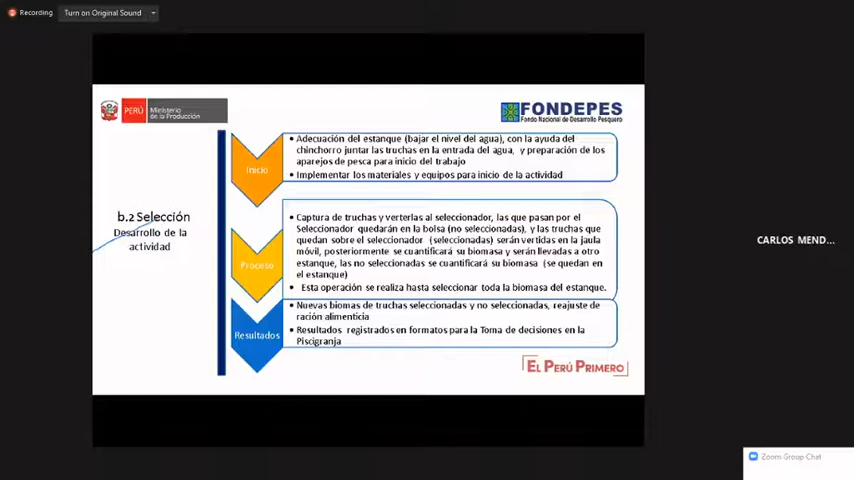 Recording
Turn on Original Sound
PERÚ
Ministerio
de la Producción
FONDEPES
Fondo Nacional de Desarrollo Pesquero
b.2 Selección
Desarrollo de la
actividad
Inicio
• Adecuación del estanque (bajar el nivel del agua), con la ayuda del
chinchorro juntar las truchas en la entrada del agua, y preparación de los
aparejos de pesca para inicio del trabajo
• Implementar los materiales y equipos para inicio de la actividad
Proceso
• Captura de truchas y verterlas al seleccionador, las que pasan por el
Seleccionador quedarán en la bolsa (no seleccionadas), y las truchas que
quedan sobre el seleccionador (seleccionadas) serán vertidas en la jaula
móvil, posteriormente se cuantificará su biomasa y serán llevadas a otro
estanque, las no seleccionadas se cuantificará su biomasa (se quedan en
el estanque)
• Esta operación se realiza hasta seleccionar toda la biomasa del estanque.
Resultados
• Nuevas biomas de truchas seleccionadas y no seleccionadas, reajuste de
ración alimenticia
• Resultados registrados en formatos para la Toma de decisiones en la
Piscigranja
EL PERÚ PRIMERO
CARLOS MEND...
Zoom Group Chat